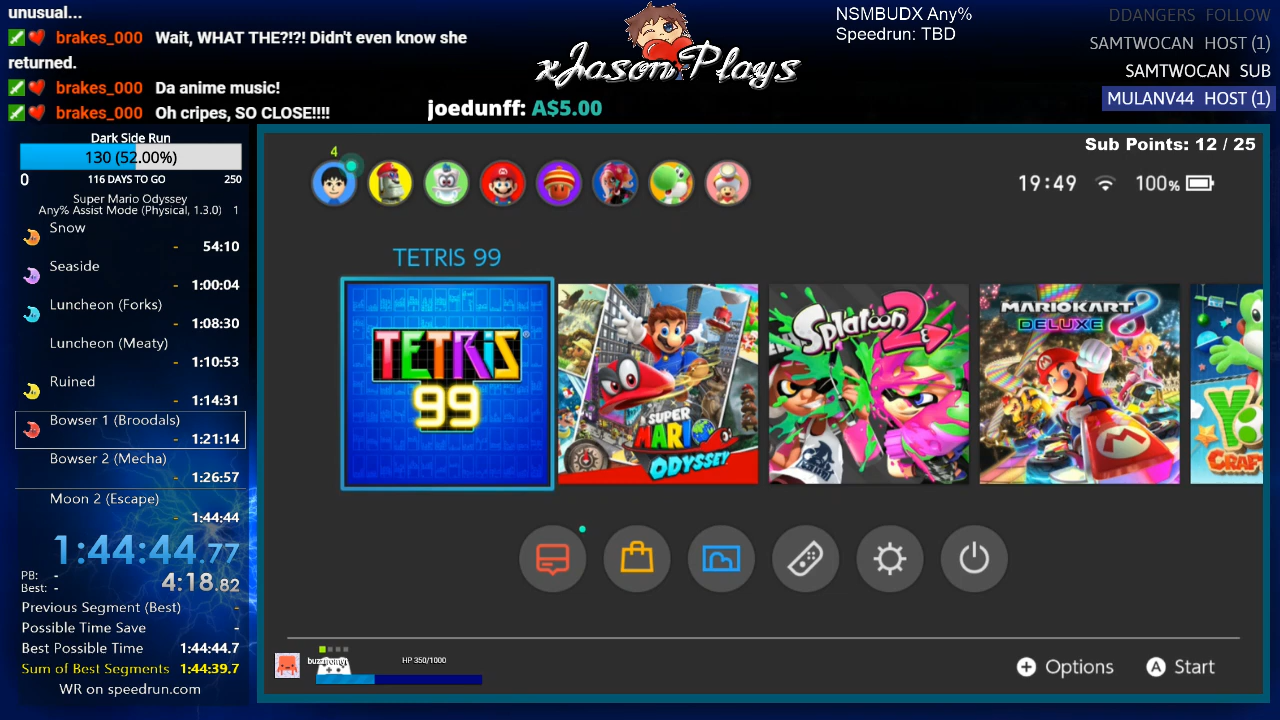 unusual...
brakes_000 Wait, WHAT THE?!?! Didn't even know she
returned.
brakes_000 Da anime music!
brakes_000 Oh cripes, SO CLOSE!!!!
xJason Plays
joedunff: A$5.00
NSMBUDX Any%
Speedrun: TBD
DDANGERS FOLLOW
SAMTWOCAN HOST (1)
SAMTWOCAN SUB
MULANV44 HOST (1)
Dark Side Run
130 (52.00%)
0 116 DAYS TO GO 250
Super Mario Odyssey
Any% Assist Mode (Physical, 1.3.0) 1
Snow
- 54:10
Seaside
- 1:00:04
Luncheon (Forks)
- 1:08:30
Luncheon (Meaty)
- 1:10:53
Ruined
- 1:14:31
Bowser 1 (Broodals)
- 1:21:14
Bowser 2 (Mecha)
- 1:26:57
Moon 2 (Escape)
- 1:44:44
1:44:44.77
PB: -
Best: -
4:18.82
Previous Segment (Best) -
Possible Time Save -
Best Possible Time 1:44:44.7
Sum of Best Segments 1:44:39.7
WR on speedrun.com
Sub Points: 12 / 25
4
19:49 100%
TETRIS 99
TETRIS®
99
SUPER
MARIO
ODYSSEY
Splatoon 2
MARIOKART 8
DELUXE
M
HP 350/1000
+ Options
A Start